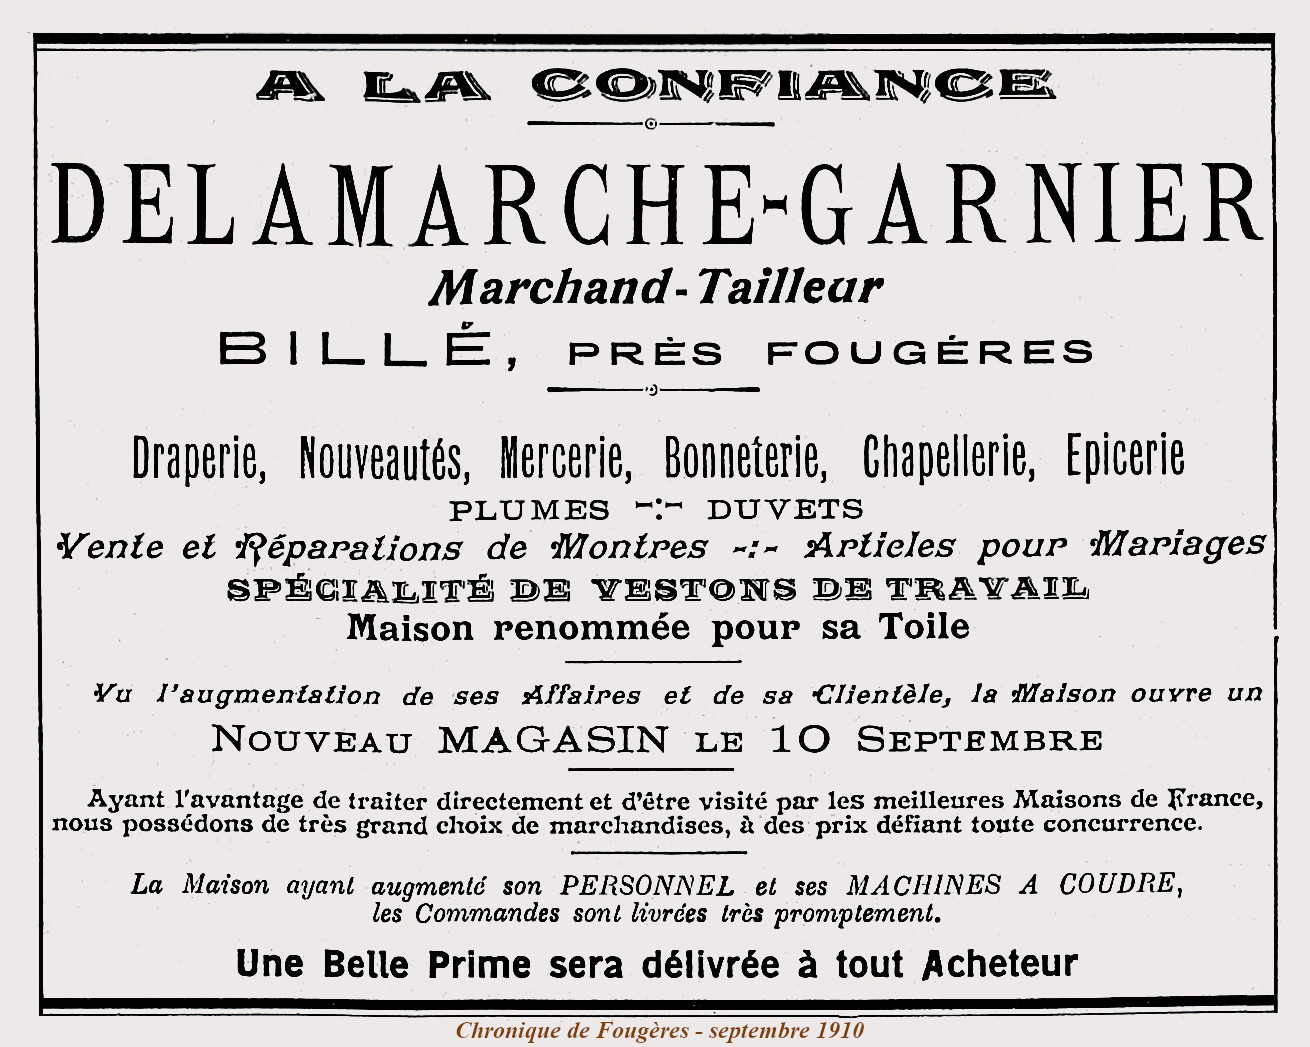 A LA CONFIANCE
DELAMARCHE-GARNIER
Marchand-Tailleur
BILLÉ, PRÈS FOUGÉRES
Draperie, Nouveautés, Mercerie, Bonneterie, Chapellerie, Epicerie
PLUMES -:- DUVETS
Vente et Réparations de Montres -:- Articles pour Mariages
SPÉCIALITÉ DE VESTONS DE TRAVAIL
Maison renommée pour sa Toile
Vu l'augmentation de ses Affaires et de sa Clientèle, la Maison ouvre un
NOUVEAU MAGASIN LE 10 SEPTEMBRE
Ayant l'avantage de traiter directement et d'être visité par les meilleures Maisons de France,
nous possédons de très grand choix de marchandises, à des prix défiant toute concurrence.
La Maison ayant augmenté son PERSONNEL et ses MACHINES A COUDRE,
les Commandes sont livrées très promptement.
Une Belle Prime sera délivrée à tout Acheteur
Chronique de Fougères - septembre 1910